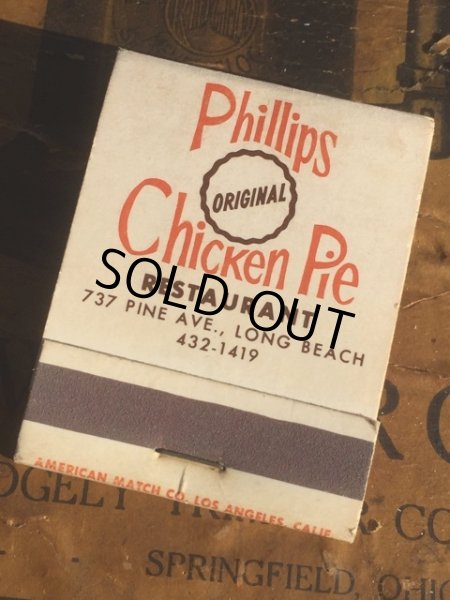 Phillips
ORIGINAL
Chicken Pie
RESTAURANT
SOLD OUT
737 PINE AVE., LONG BEACH
432-1419
AMERICAN MATCH CO. LOS ANGELES, CALIF.
CO
SPRINGFIELD, OHIO